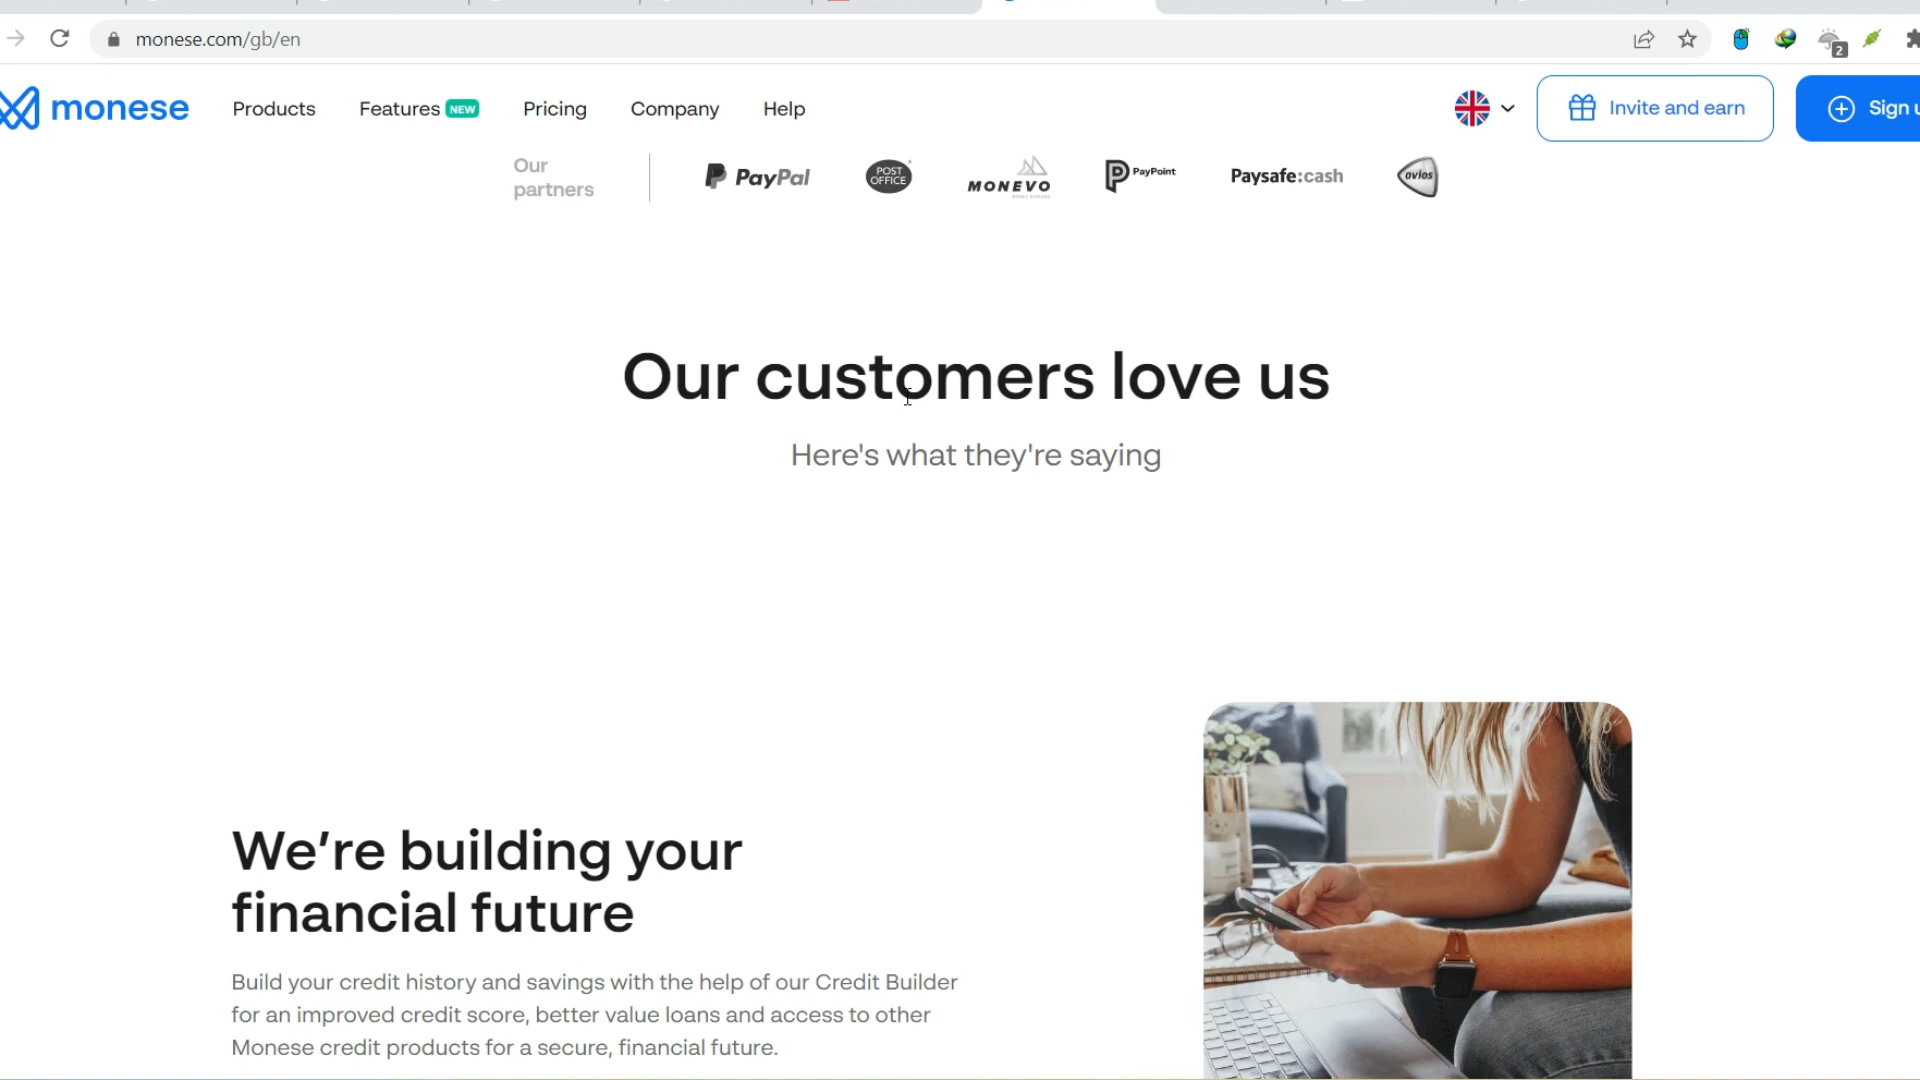 monese.com/gb/en
2
monese
Products
Features NEW
Pricing
Company
Help
Invite and earn
Sign u
Our
partners
PayPal
POST
OFFICE
MONEVO
PayPoint
Paysafe:cash
avios
Our customers love us
Here's what they're saying
We’re building your
financial future
Build your credit history and savings with the help of our Credit Builder
for an improved credit score, better value loans and access to other
Monese credit products for a secure, financial future.